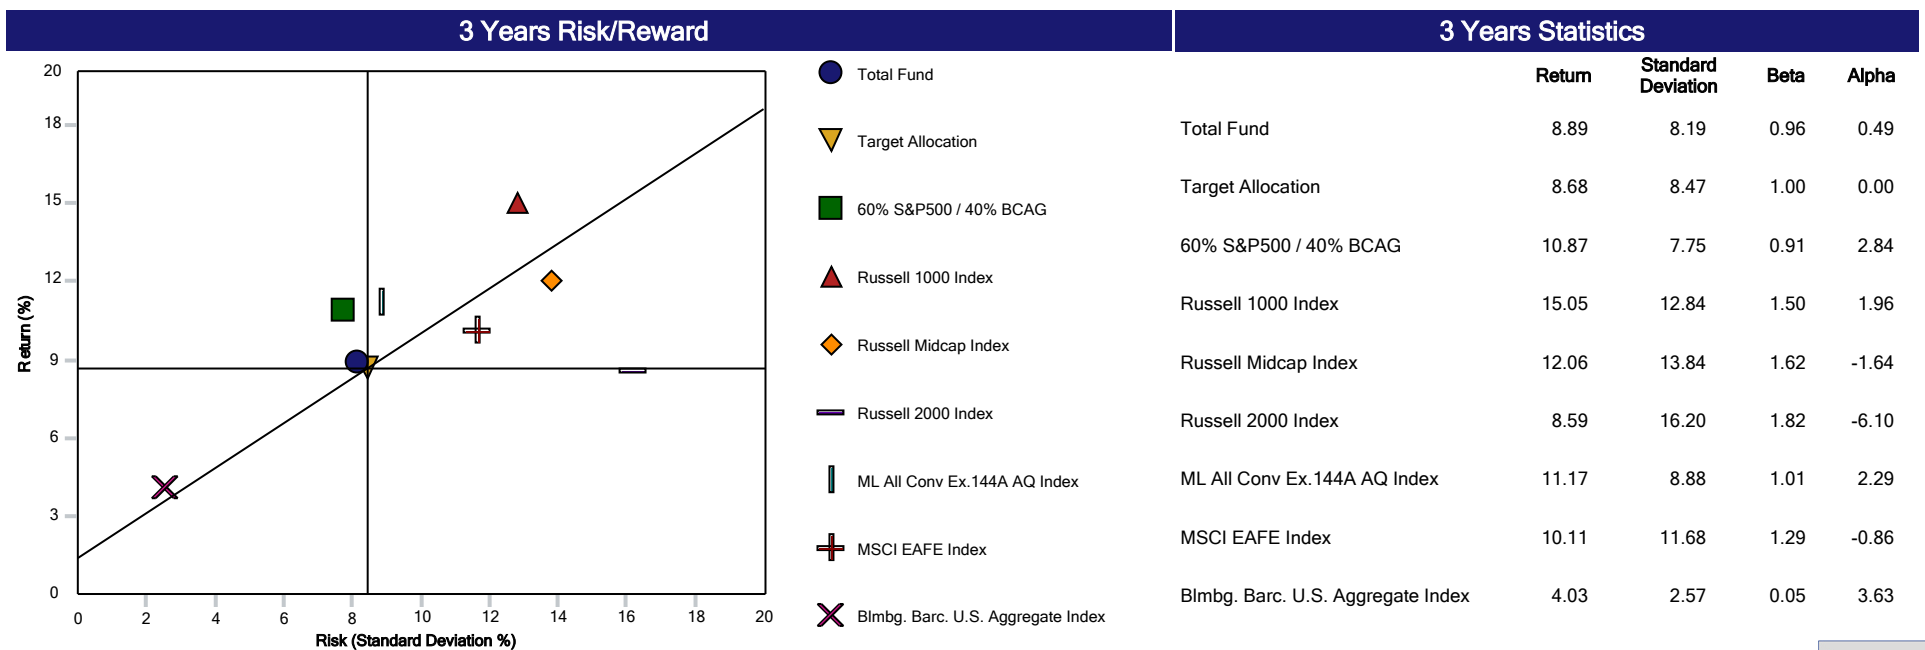 3 Years Risk/Reward
20
18
15
12
9
6
3
0
Return (%)
0 2 4 6 8 10 12 14 16 18 20
Risk (Standard Deviation %)
Total Fund
Target Allocation
60% S&P500 / 40% BCAG
Russell 1000 Index
Russell Midcap Index
Russell 2000 Index
ML All Conv Ex.144A AQ Index
MSCI EAFE Index
Blmbg. Barc. U.S. Aggregate Index
3 Years Statistics
Return Standard Deviation Beta Alpha
Total Fund 8.89 8.19 0.96 0.49
Target Allocation 8.68 8.47 1.00 0.00
60% S&P500 / 40% BCAG 10.87 7.75 0.91 2.84
Russell 1000 Index 15.05 12.84 1.50 1.96
Russell Midcap Index 12.06 13.84 1.62 -1.64
Russell 2000 Index 8.59 16.20 1.82 -6.10
ML All Conv Ex.144A AQ Index 11.17 8.88 1.01 2.29
MSCI EAFE Index 10.11 11.68 1.29 -0.86
Blmbg. Barc. U.S. Aggregate Index 4.03 2.57 0.05 3.63